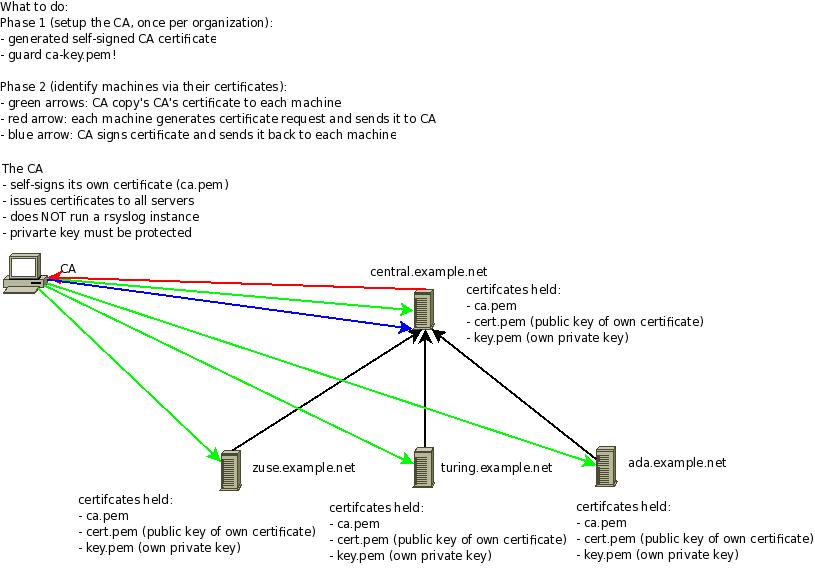 What to do:
Phase 1 (setup the CA, once per organization):
- generated self-signed CA certificate
- guard ca-key.pem!
Phase 2 (identify machines via their certificates):
- green arrows: CA copy's CA's certificate to each machine
- red arrow: each machine generates certificate request and sends it to CA
- blue arrow: CA signs certificate and sends it back to each machine
The CA
- self-signs its own certificate (ca.pem)
- issues certificates to all servers
- does NOT run a rsyslog instance
- privarte key must be protected
CA
central.example.net
certifcates held:
- ca.pem
- cert.pem (public key of own certificate)
- key.pem (own private key)
zuse.example.net
certifcates held:
- ca.pem
- cert.pem (public key of own certificate)
- key.pem (own private key)
turing.example.net
certifcates held:
- ca.pem
- cert.pem (public key of own certificate)
- key.pem (own private key)
ada.example.net
certifcates held:
- ca.pem
- cert.pem (public key of own certificate)
- key.pem (own private key)